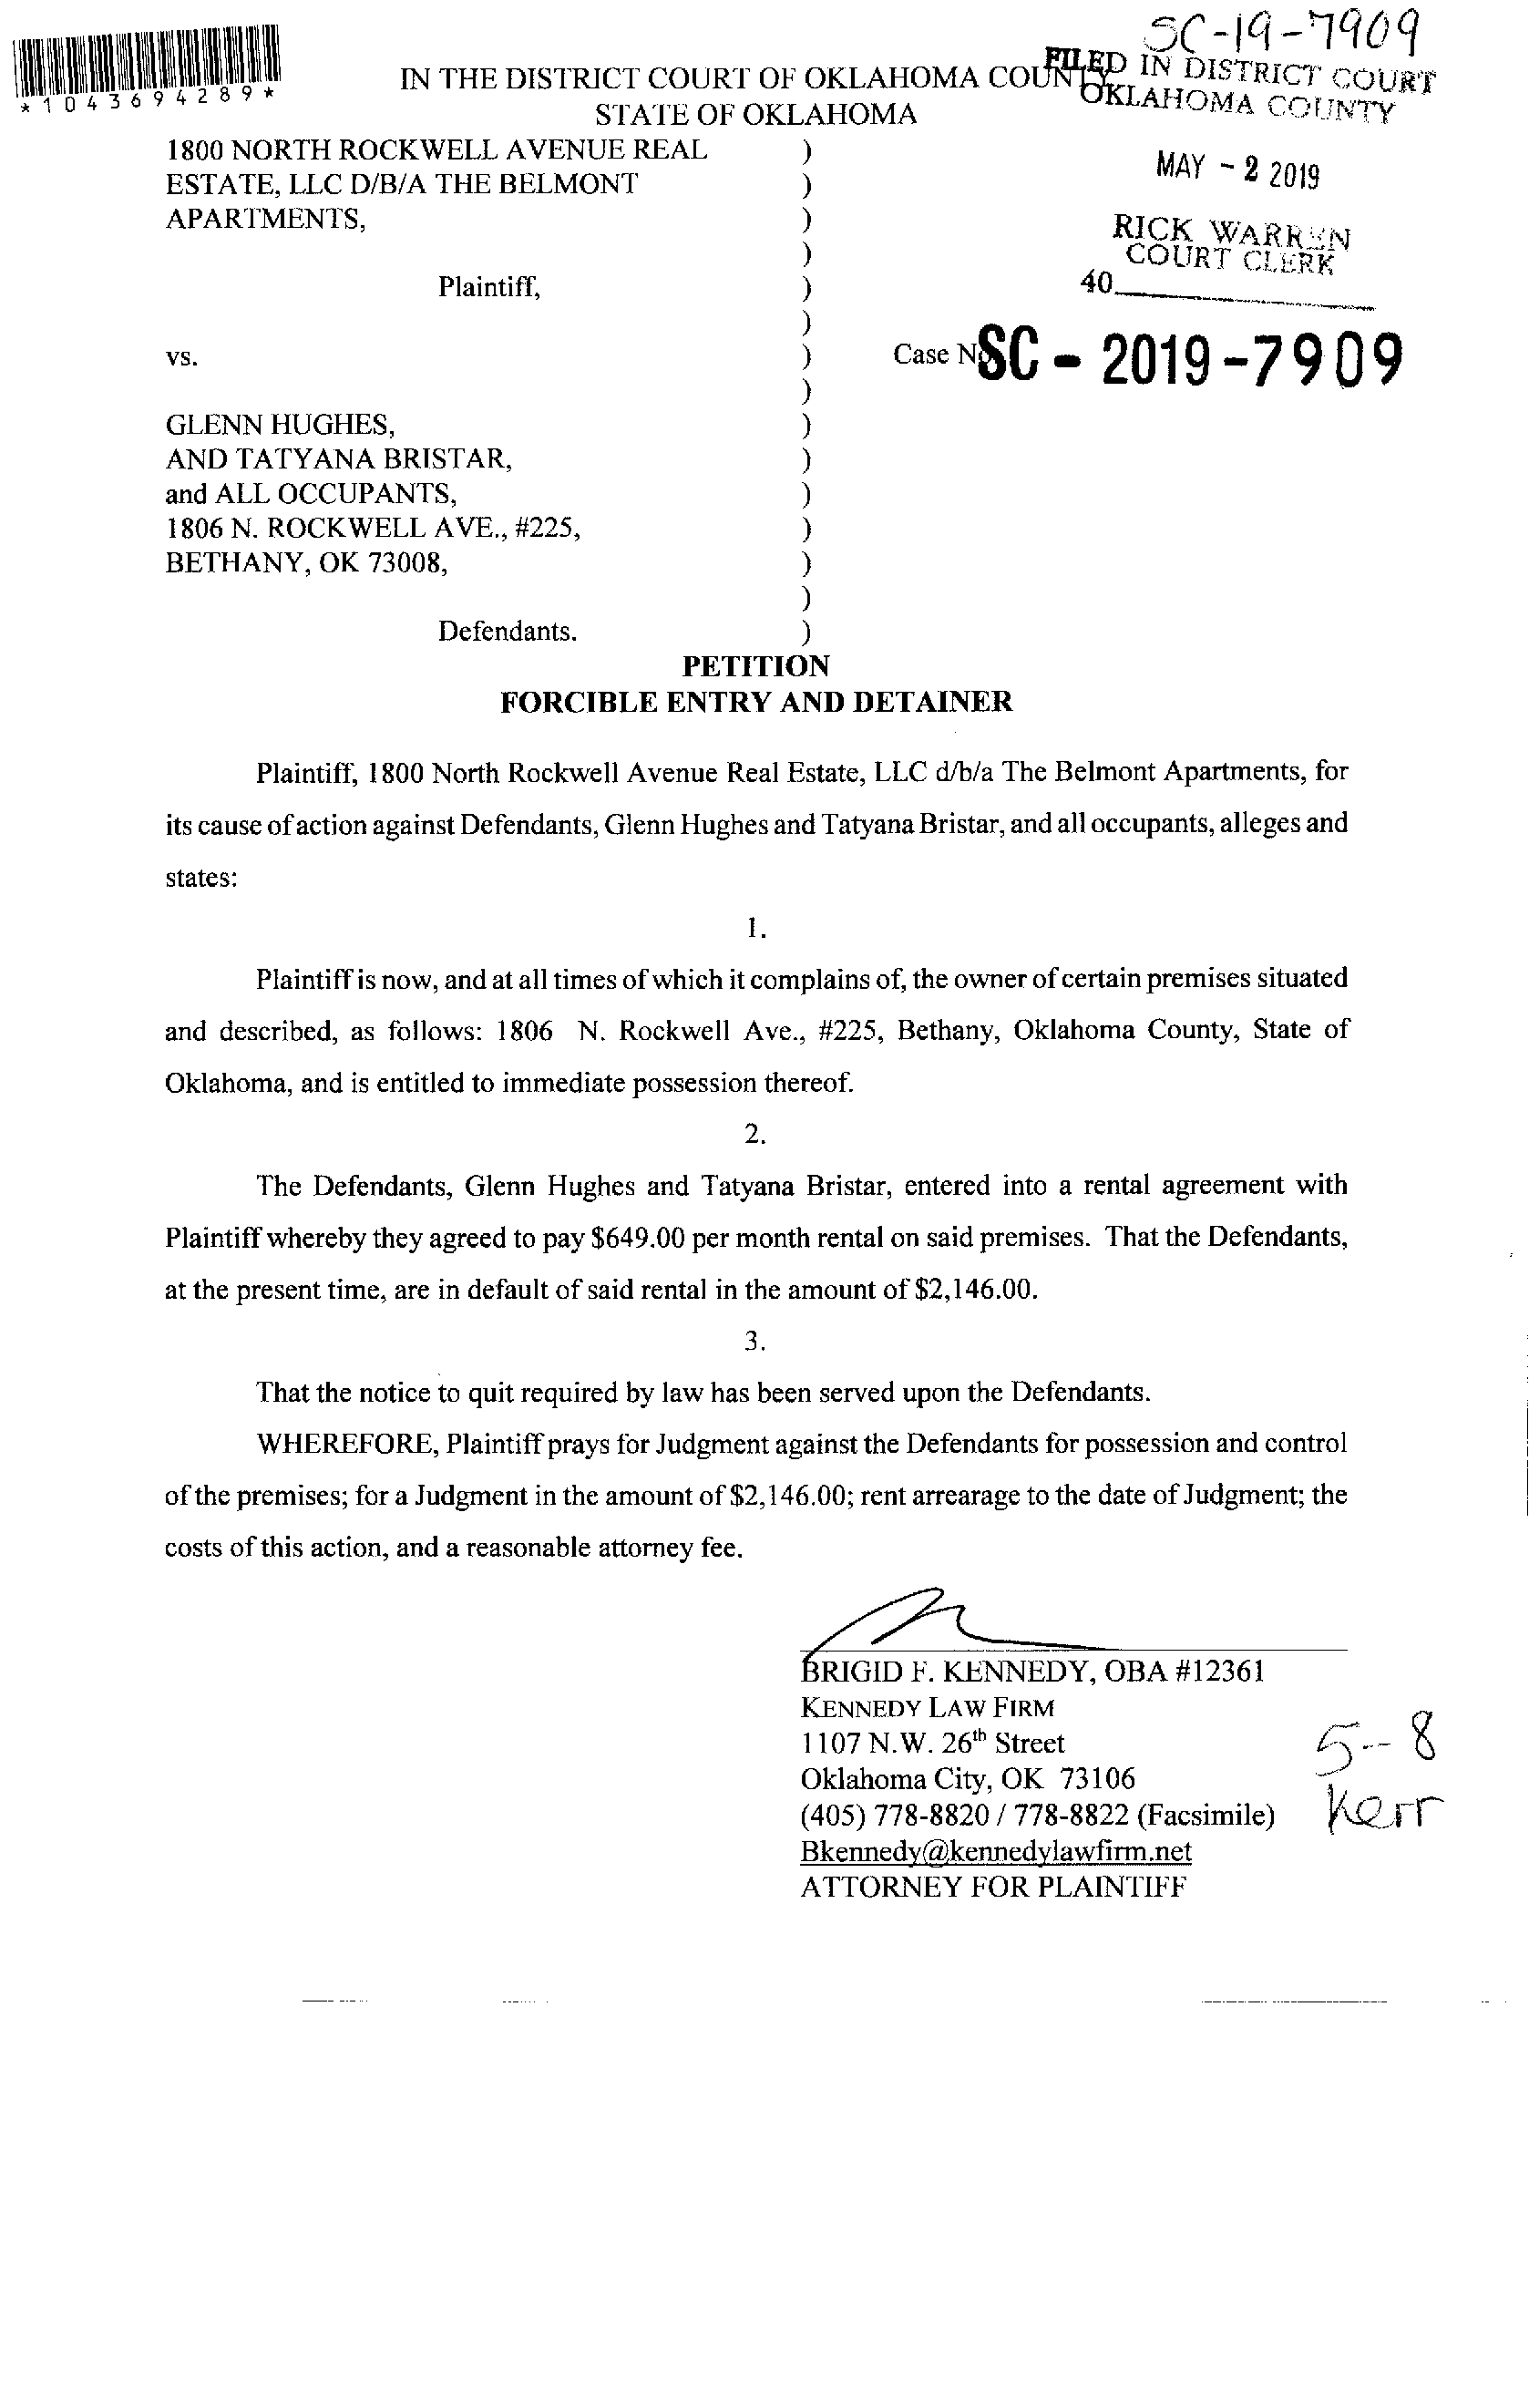 SC-19-7909
*1043694289*
IN THE DISTRICT COURT OF OKLAHOMA COUNTY
STATE OF OKLAHOMA
FILED IN DISTRICT COURT
OKLAHOMA COUNTY
MAY - 2 2019
RICK WARREN
COURT CLERK
40
1800 NORTH ROCKWELL AVENUE REAL )
ESTATE, LLC D/B/A THE BELMONT )
APARTMENTS, )
)
Plaintiff, )
)
vs. ) Case No. SC - 2019 - 7909
)
GLENN HUGHES, )
AND TATYANA BRISTAR, )
and ALL OCCUPANTS, )
1806 N. ROCKWELL AVE., #225, )
BETHANY, OK 73008, )
)
Defendants. )
PETITION
FORCIBLE ENTRY AND DETAINER
Plaintiff, 1800 North Rockwell Avenue Real Estate, LLC d/b/a The Belmont Apartments, for
its cause of action against Defendants, Glenn Hughes and Tatyana Bristar, and all occupants, alleges and
states:
1.
Plaintiff is now, and at all times of which it complains of, the owner of certain premises situated
and described, as follows: 1806 N. Rockwell Ave., #225, Bethany, Oklahoma County, State of
Oklahoma, and is entitled to immediate possession thereof.
2.
The Defendants, Glenn Hughes and Tatyana Bristar, entered into a rental agreement with
Plaintiff whereby they agreed to pay $649.00 per month rental on said premises. That the Defendants,
at the present time, are in default of said rental in the amount of $2,146.00.
3.
That the notice to quit required by law has been served upon the Defendants.
WHEREFORE, Plaintiff prays for Judgment against the Defendants for possession and control
of the premises; for a Judgment in the amount of $2,146.00; rent arrearage to the date of Judgment; the
costs of this action, and a reasonable attorney fee.
BRIGID F. KENNEDY, OBA #12361
KENNEDY LAW FIRM
1107 N.W. 26th Street
Oklahoma City, OK 73106
(405) 778-8820 / 778-8822 (Facsimile)
Bkennedy@kennedylawfirm.net
ATTORNEY FOR PLAINTIFF
5-8
Kerr